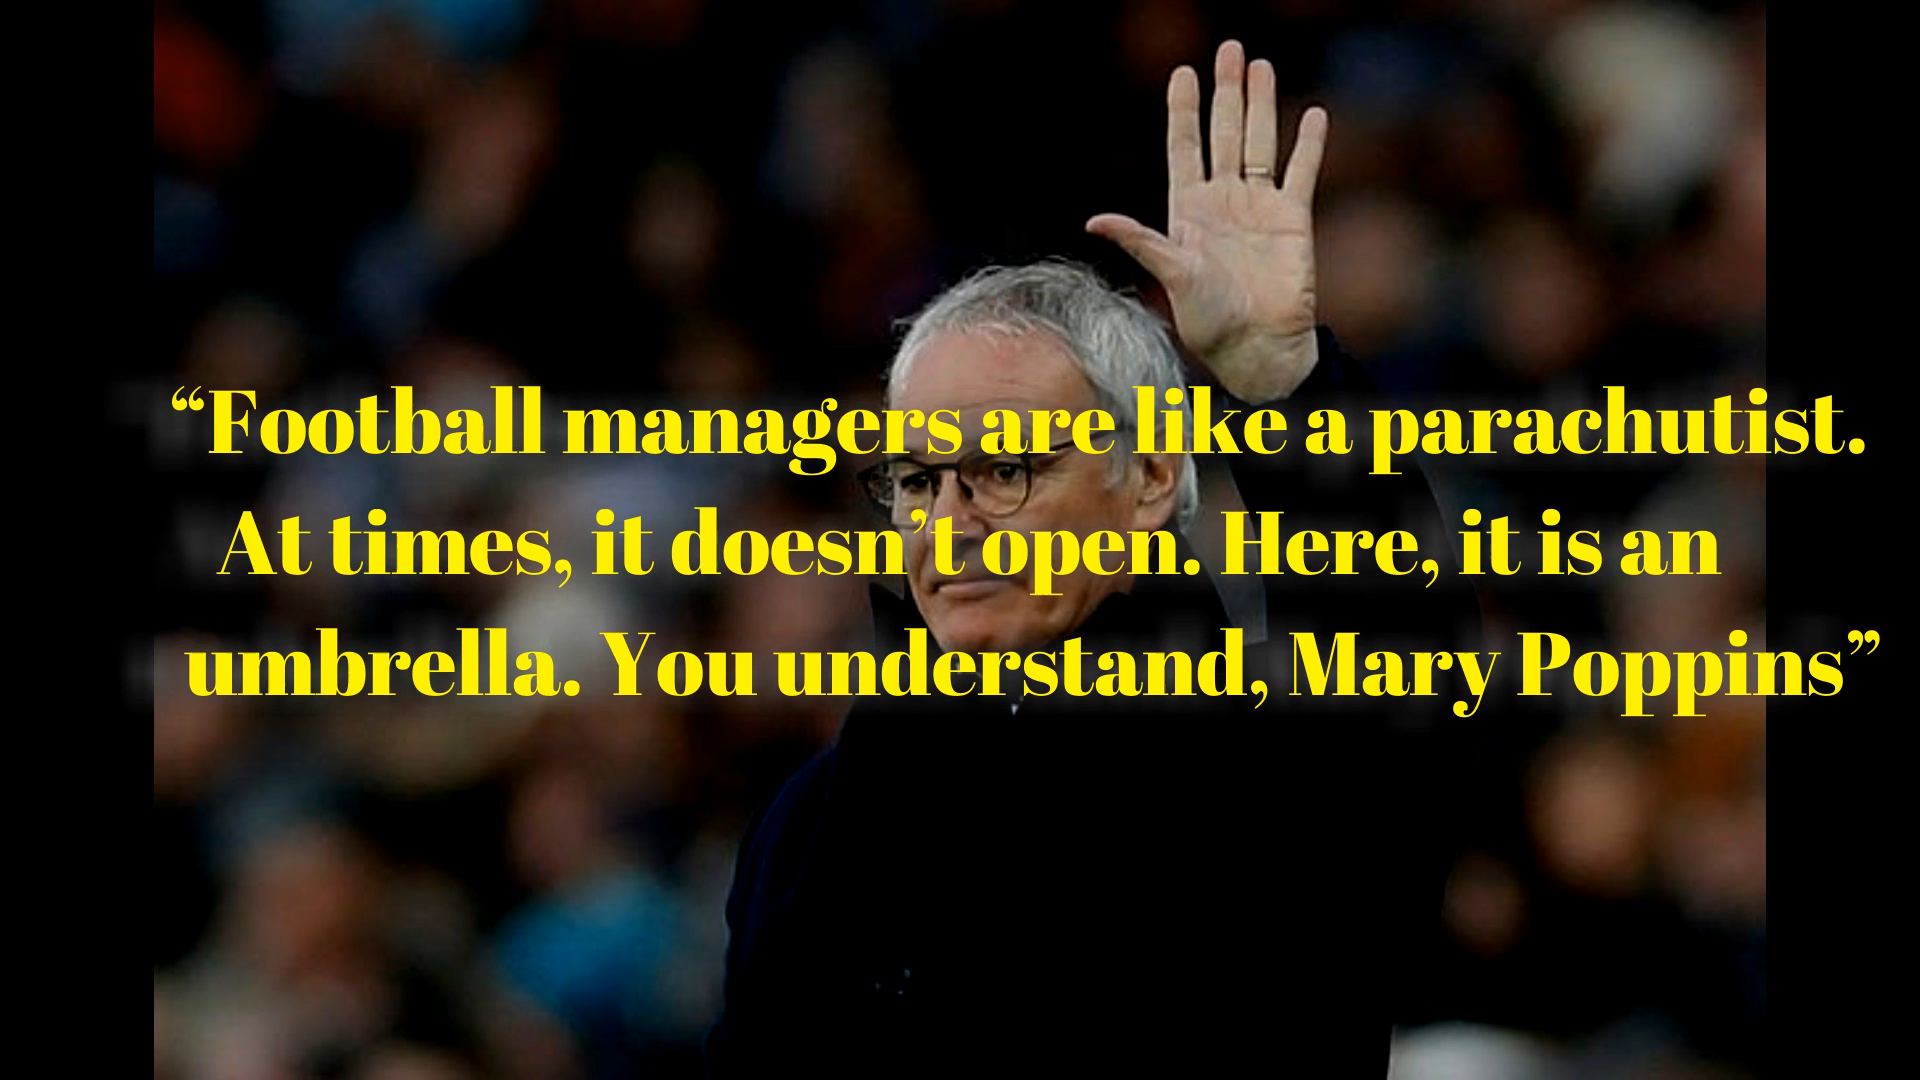 “Football managers are like a parachutist.
At times, it doesn’t open. Here, it is an
umbrella. You understand, Mary Poppins”